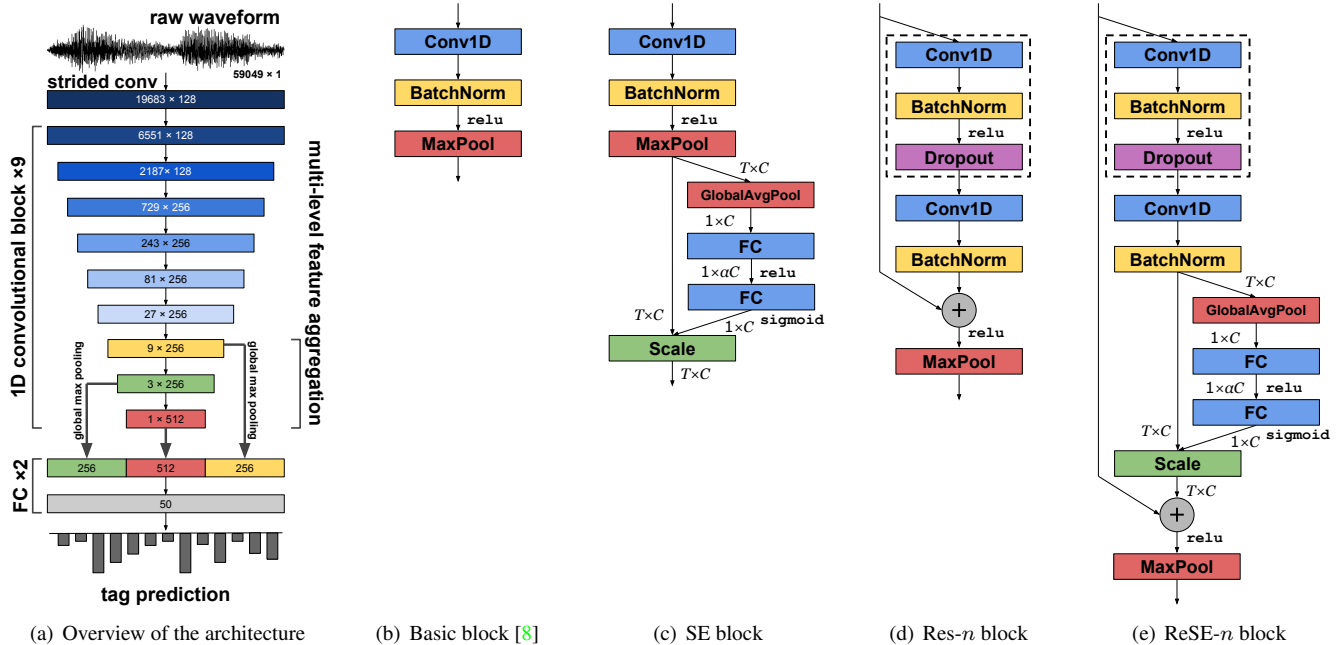 raw waveform
59049 × 1
strided conv
19683 × 128
1D convolutional block ×9
6551 × 128
2187× 128
729 × 256
243 × 256
81 × 256
27 × 256
9 × 256
3 × 256
1 × 512
multi-level feature aggregation
global max pooling
global max pooling
FC ×2
256
512
256
50
tag prediction
(a) Overview of the architecture
Conv1D
BatchNorm
relu
MaxPool
(b) Basic block [8]
Conv1D
BatchNorm
relu
MaxPool
T×C
GlobalAvgPool
1×C
FC
1×αC
relu
FC
sigmoid
T×C
1×C
Scale
T×C
(c) SE block
Conv1D
BatchNorm
relu
Dropout
Conv1D
BatchNorm
+
relu
MaxPool
(d) Res-n block
Conv1D
BatchNorm
relu
Dropout
Conv1D
BatchNorm
T×C
GlobalAvgPool
1×C
FC
1×αC
relu
FC
sigmoid
T×C
1×C
Scale
T×C
+
relu
MaxPool
(e) ReSE-n block